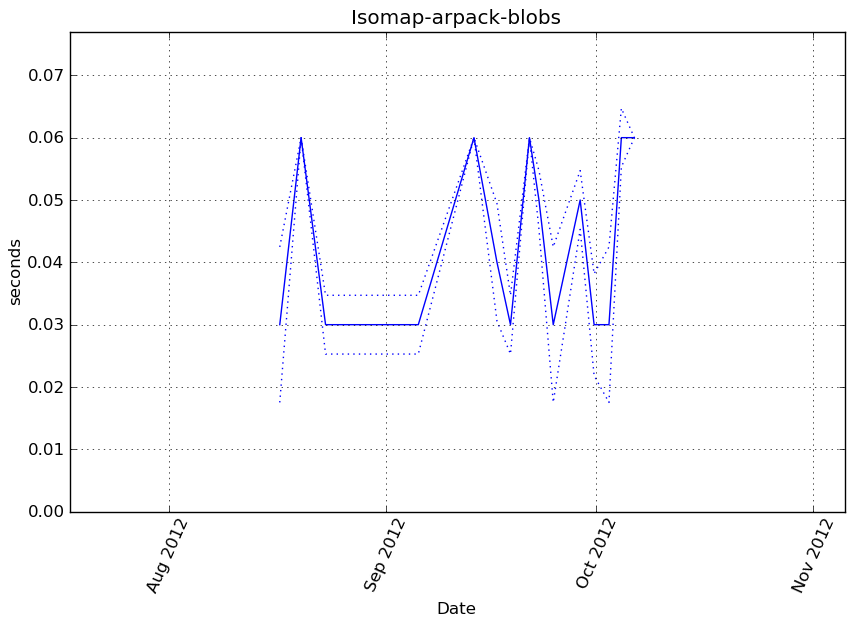 Isomap-arpack-blobs
0.07
0.06
0.05
0.04
0.03
0.02
0.01
0.00
seconds
Aug 2012
Sep 2012
Oct 2012
Nov 2012
Date